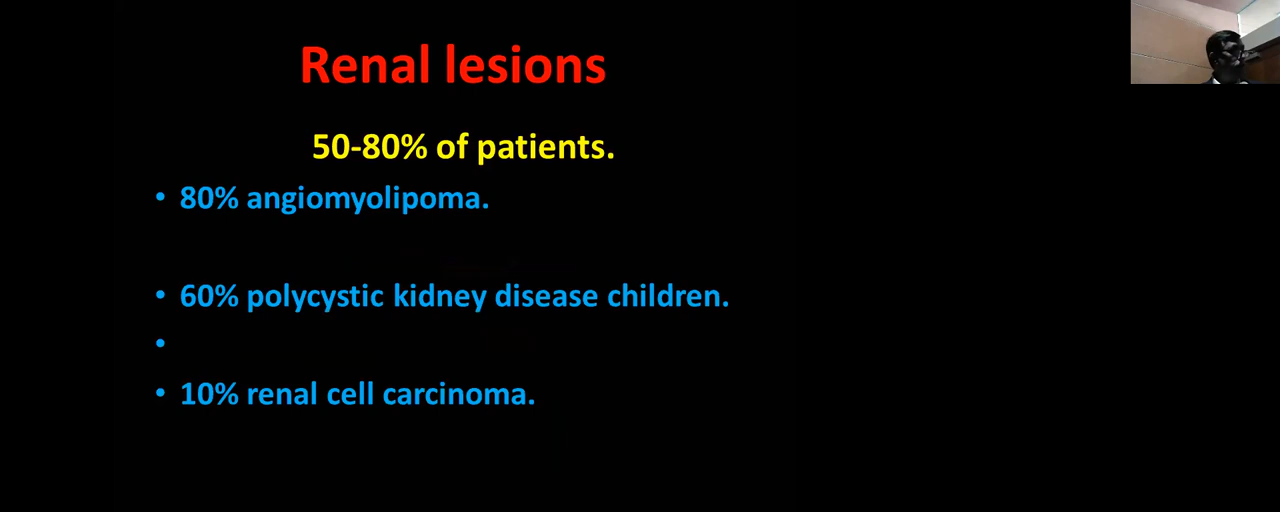 Renal lesions
50-80% of patients.
• 80% angiomyolipoma.
• 60% polycystic kidney disease children.
•
• 10% renal cell carcinoma.